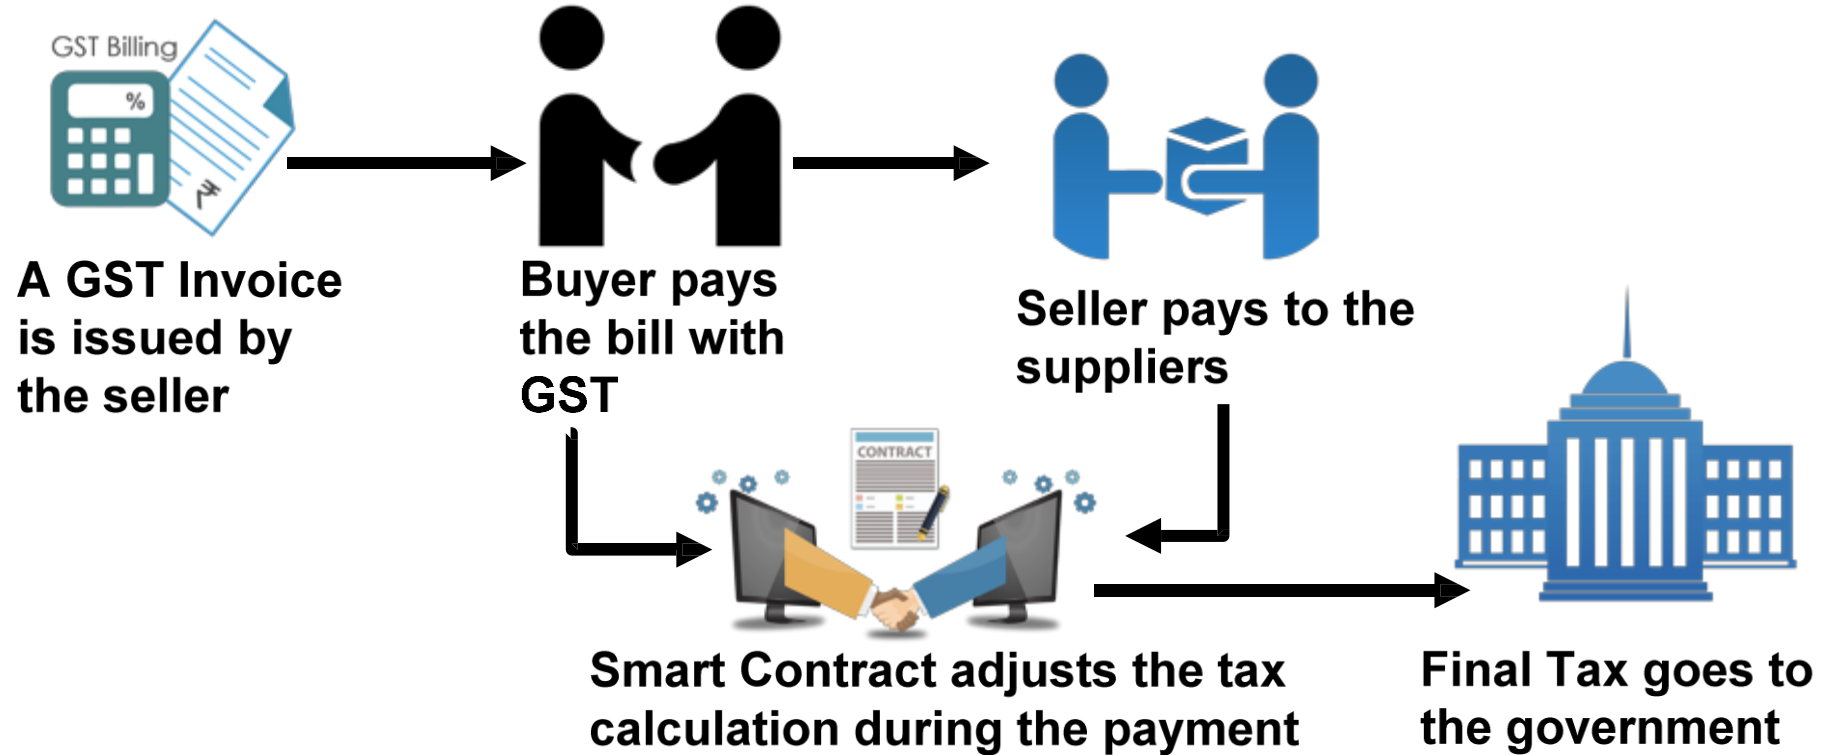 GST Billing
%
A GST Invoice
is issued by
the seller
Buyer pays
the bill with
GST
Seller pays to the
suppliers
CONTRACT
Smart Contract adjusts the tax
calculation during the payment
Final Tax goes to
the government